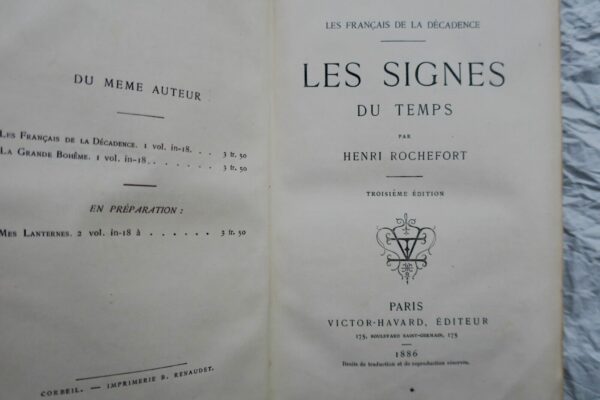 DU MEME AUTEUR
LES FRANÇAIS DE LA DÉCADENCE. 1 vol. in-18. . . 3 fr. 50
LA GRANDE BOHÊME. 1 vol. in-18. . . . . . . 3 fr. 50
EN PRÉPARATION :
MES LANTERNES. 2 vol. in-18 à . . . . . . 3 fr. 50
CORBEIL. — IMPRIMERIE B. RENAUDET.
LES FRANÇAIS DE LA DÉCADENCE
LES SIGNES
DU TEMPS
PAR
HENRI ROCHEFORT
TROISIÈME ÉDITION
PARIS
VICTOR-HAVARD, ÉDITEUR
175, BOULEVARD SAINT-GERMAIN, 175
1886
Droits de traduction et de reproduction réservés.